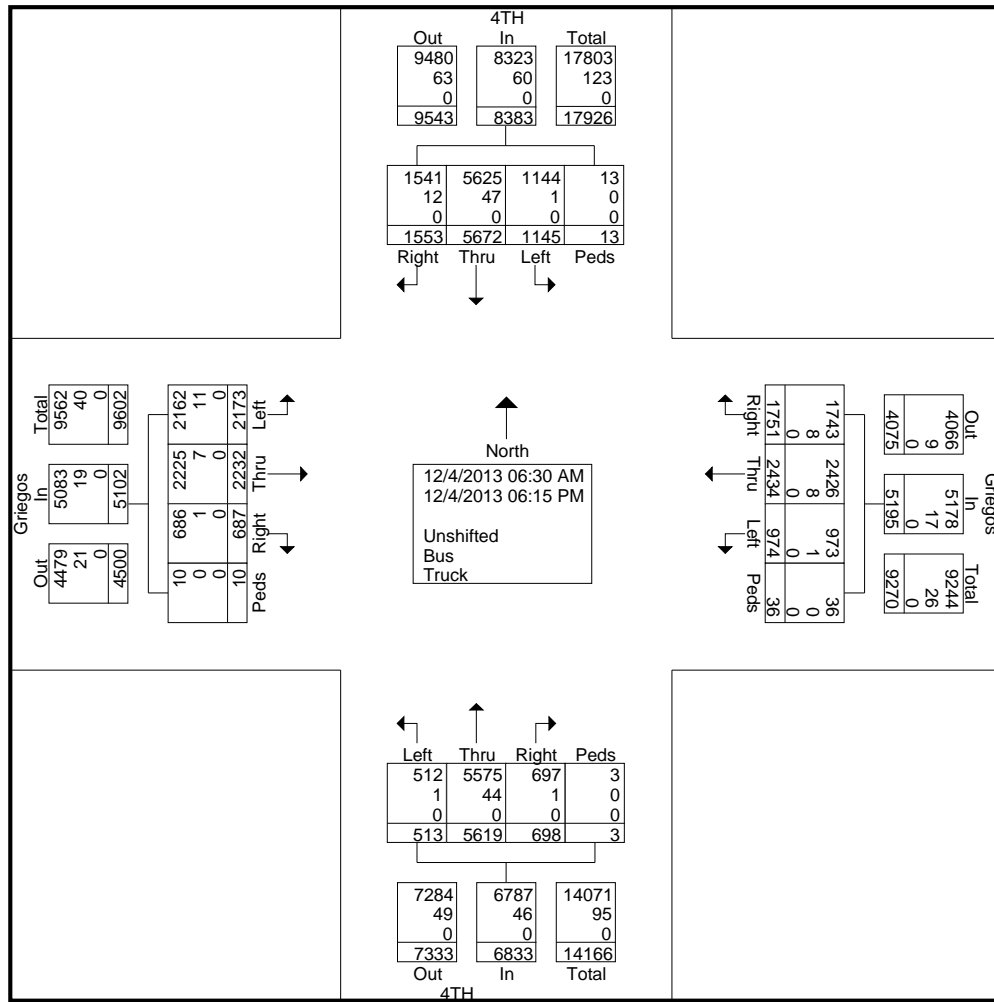 4TH
Out In Total
9480 8323 17803
63 60 123
0 0 0
9543 8383 17926
1541 5625 1144 13
12 47 1 0
0 0 0 0
1553 5672 1145 13
Right Thru Left Peds
Griegos
Total
9562
40
0
9602
In
5083
19
0
5102
Out
4479
21
0
4500
2162
11
0
2173
Left
2225
7
0
2232
Thru
686
1
0
687
Right
10
0
0
10
Peds
North
12/4/2013 06:30 AM
12/4/2013 06:15 PM
Unshifted
Bus
Truck
Right
1743
8
0
1751
Thru
2426
8
0
2434
Left
973
1
0
974
Peds
36
0
0
36
Out
4066
9
0
4075
Griegos
In
5178
17
0
5195
Total
9244
26
0
9270
Left Thru Right Peds
512 5575 697 3
1 44 1 0
0 0 0 0
513 5619 698 3
7284 6787 14071
49 46 95
0 0 0
7333 6833 14166
Out In Total
4TH